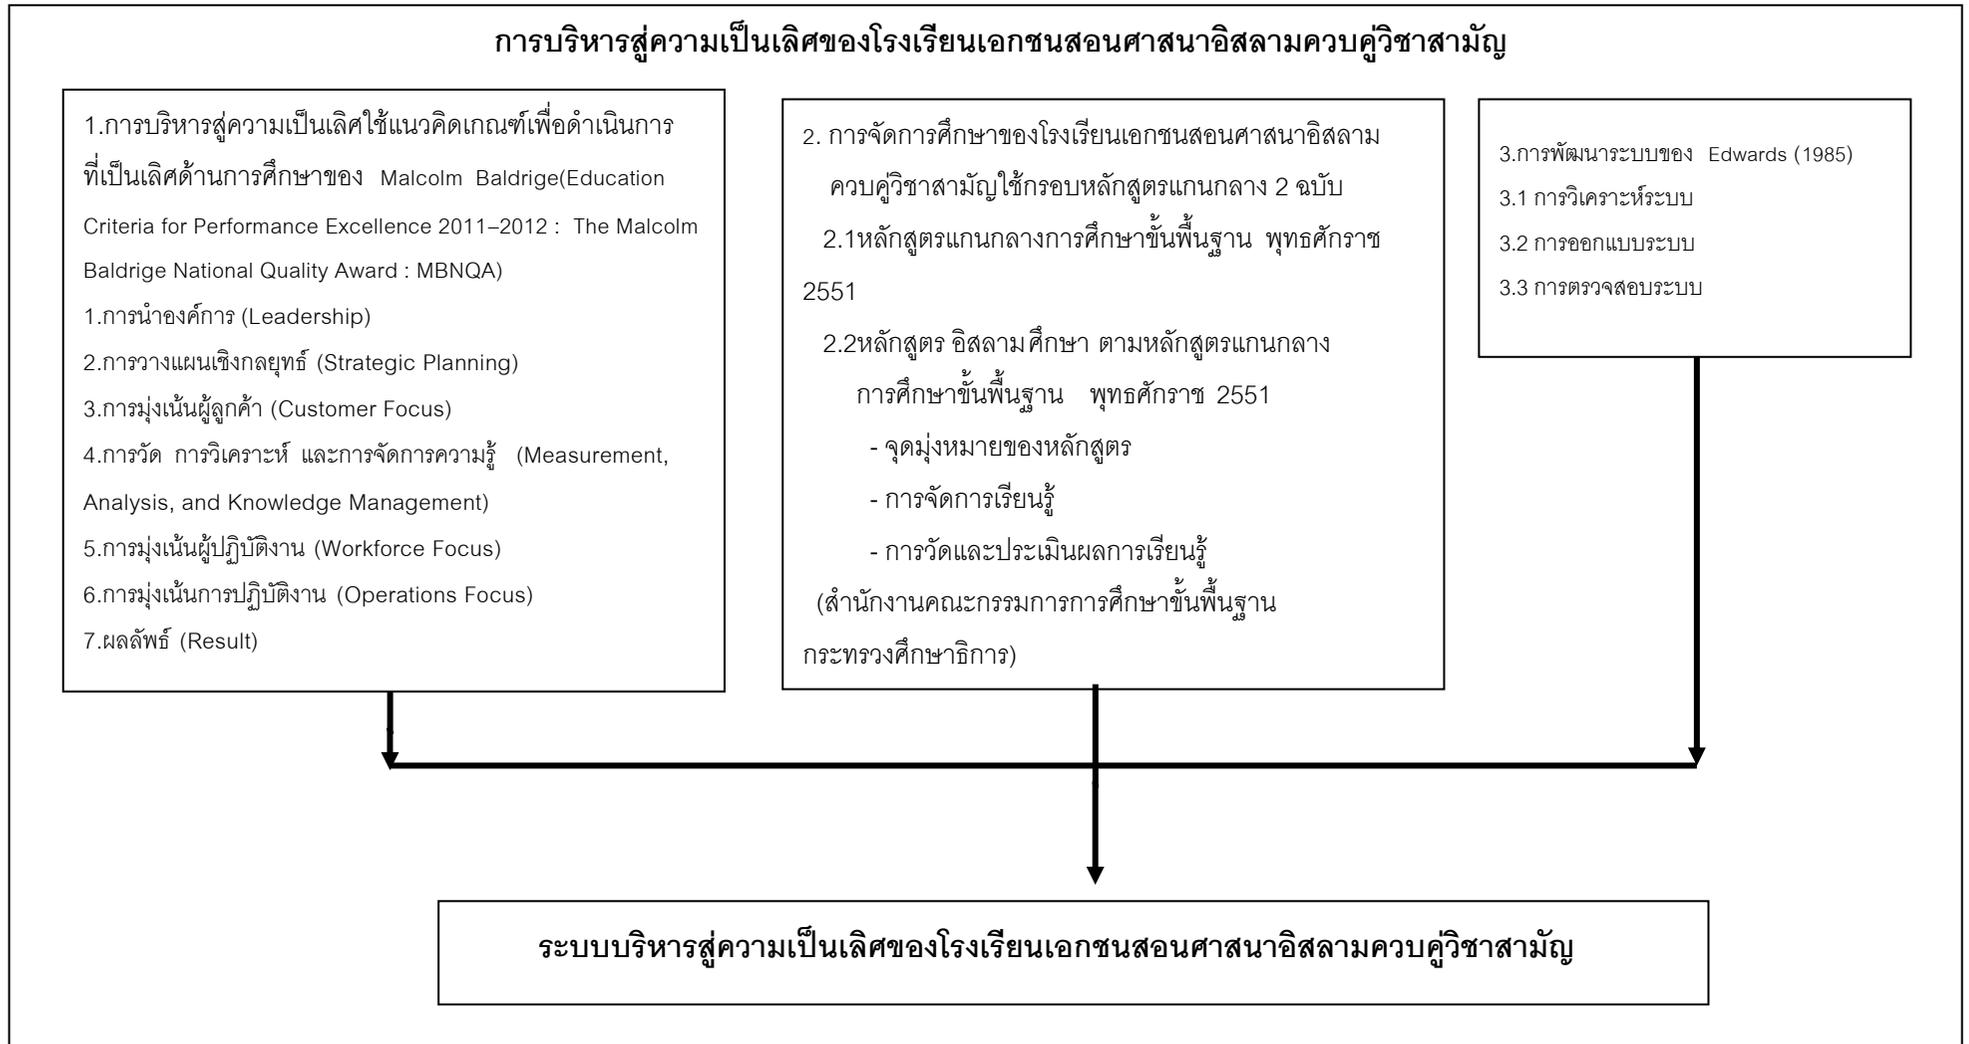 การบริหารสู่ความเป็นเลิศของโรงเรียนเอกชนสอนศาสนาอิสลามควบคู่วิชาสามัญ
1.การบริหารสู่ความเป็นเลิศใช้แนวคิดเกณฑ์เพื่อดำเนินการ
ที่เป็นเลิศด้านการศึกษาของ Malcolm Baldrige(Education
Criteria for Performance Excellence 2011–2012 : The Malcolm
Baldrige National Quality Award : MBNQA)
1.การนำองค์การ (Leadership)
2.การวางแผนเชิงกลยุทธ์ (Strategic Planning)
3.การมุ่งเน้นผู้ลูกค้า (Customer Focus)
4.การวัด การวิเคราะห์ และการจัดการความรู้ (Measurement,
Analysis, and Knowledge Management)
5.การมุ่งเน้นผู้ปฏิบัติงาน (Workforce Focus)
6.การมุ่งเน้นการปฏิบัติงาน (Operations Focus)
7.ผลลัพธ์ (Result)
2. การจัดการศึกษาของโรงเรียนเอกชนสอนศาสนาอิสลาม
ควบคู่วิชาสามัญใช้กรอบหลักสูตรแกนกลาง 2 ฉบับ
2.1หลักสูตรแกนกลางการศึกษาขั้นพื้นฐาน พุทธศักราช
2551
2.2หลักสูตร อิสลามศึกษา ตามหลักสูตรแกนกลาง
การศึกษาขั้นพื้นฐาน พุทธศักราช 2551
- จุดมุ่งหมายของหลักสูตร
- การจัดการเรียนรู้
- การวัดและประเมินผลการเรียนรู้
(สำนักงานคณะกรรมการการศึกษาขั้นพื้นฐาน
กระทรวงศึกษาธิการ)
3.การพัฒนาระบบของ Edwards (1985)
3.1 การวิเคราะห์ระบบ
3.2 การออกแบบระบบ
3.3 การตรวจสอบระบบ
ระบบบริหารสู่ความเป็นเลิศของโรงเรียนเอกชนสอนศาสนาอิสลามควบคู่วิชาสามัญ